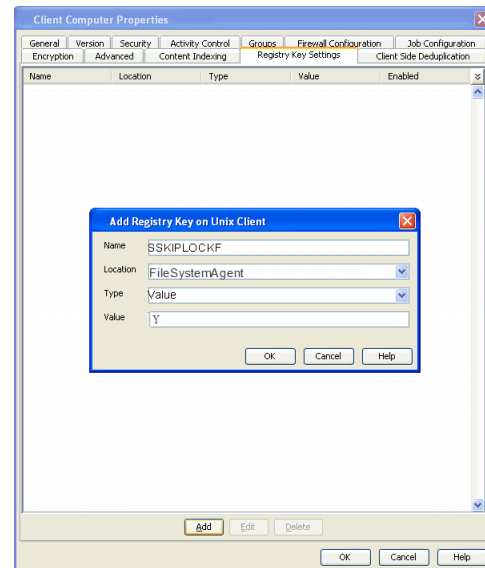 Client Computer Properties
General Version Security Activity Control Groups Firewall Configuration Job Configuration
Encryption Advanced Content Indexing Registry Key Settings Client Side Deduplication
Name Location Type Value Enabled
Add Registry Key on Unix Client
Name SSKIPLOCKF
Location FileSystemAgent
Type Value
Value Y
OK Cancel Help
Add Edit Delete
OK Cancel Help